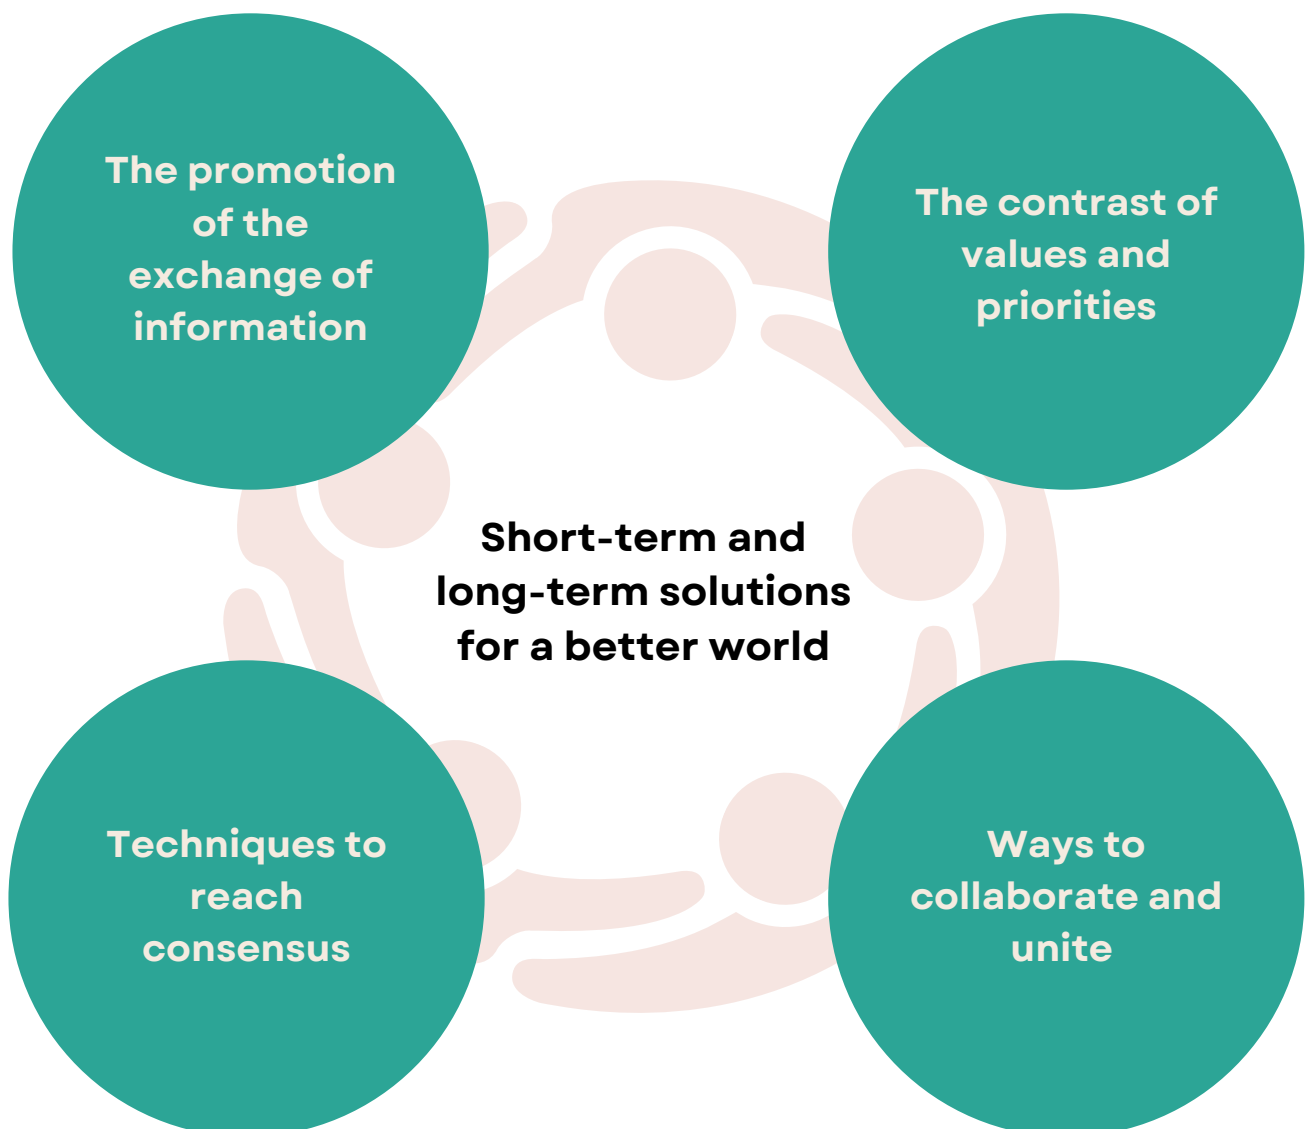 The promotion
of the
exchange of
information
The contrast of
values and
priorities
Short-term and
long-term solutions
for a better world
Techniques to
reach
consensus
Ways to
collaborate and
unite